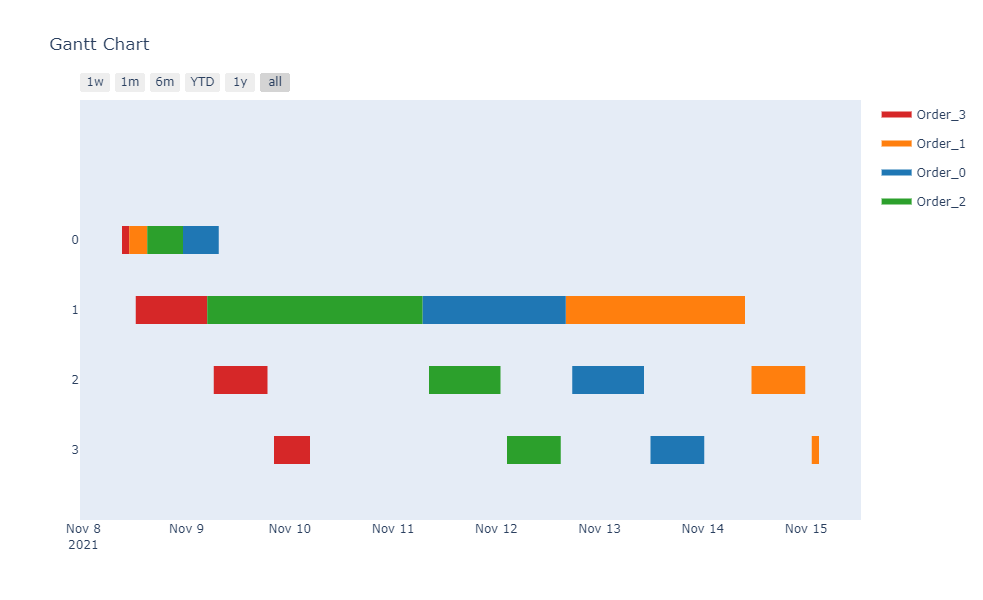 Gantt Chart
1w 1m 6m YTD 1y all
Order_3
Order_1
Order_0
Order_2
0
1
2
3
Nov 8 Nov 9 Nov 10 Nov 11 Nov 12 Nov 13 Nov 14 Nov 15
2021